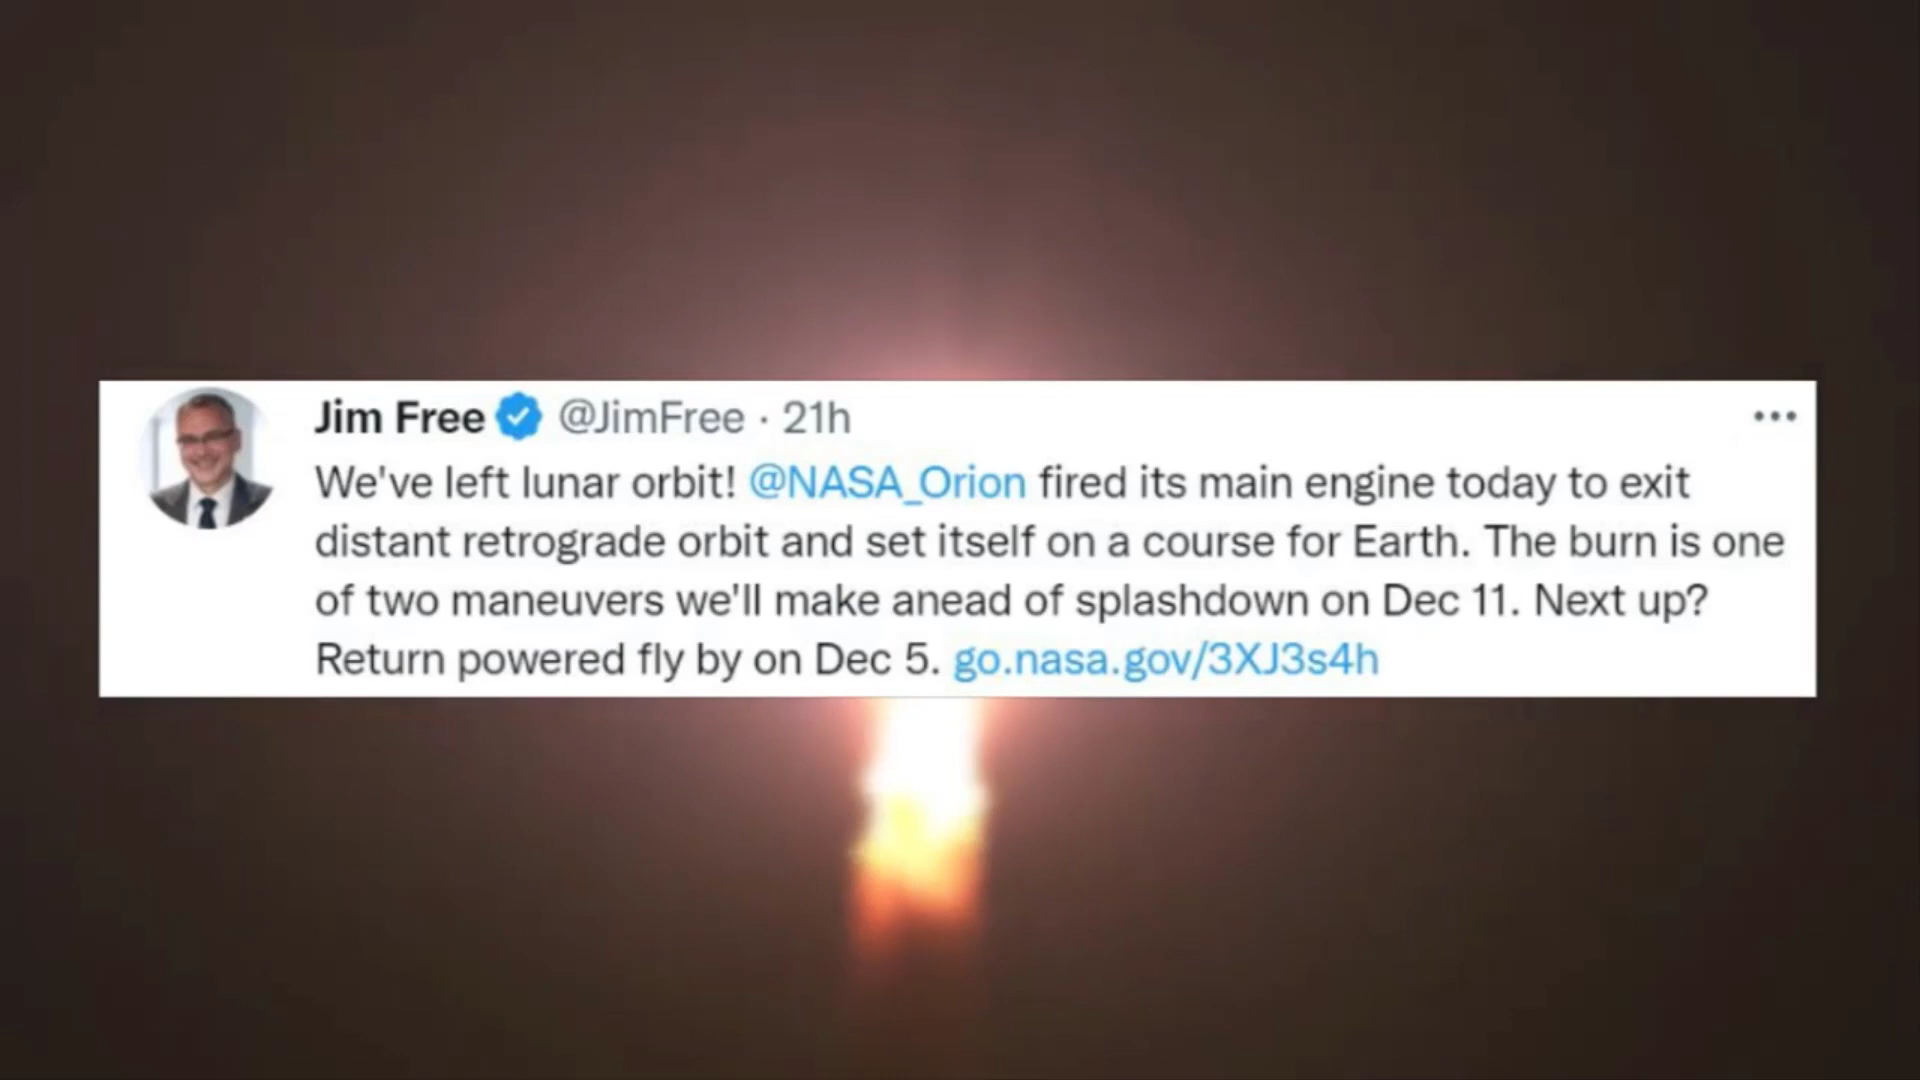 Jim Free @JimFree · 21h
We've left lunar orbit! @NASA_Orion fired its main engine today to exit
distant retrograde orbit and set itself on a course for Earth. The burn is one
of two maneuvers we'll make anead of splashdown on Dec 11. Next up?
Return powered fly by on Dec 5. go.nasa.gov/3XJ3s4h